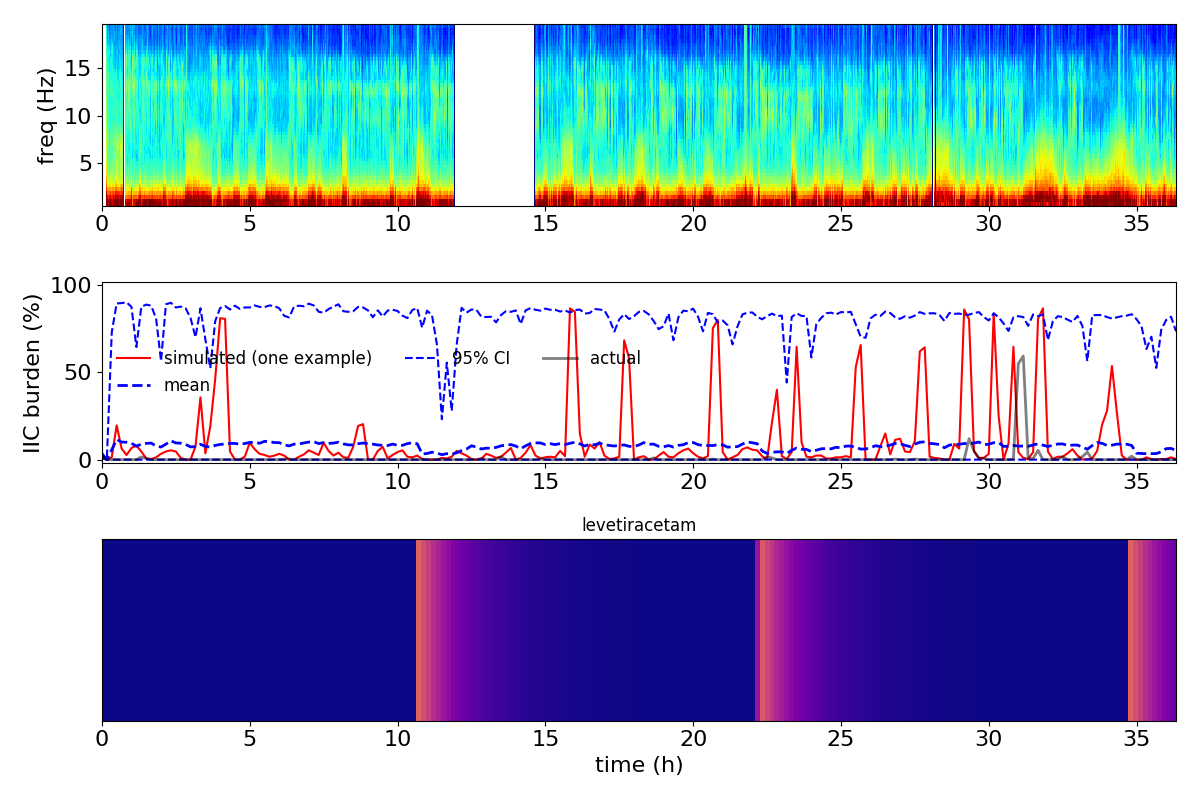 freq (Hz)
15
10
5
0 5 10 15 20 25 30 35
IIC burden (%)
100
50
0
simulated (one example) 95% CI actual
mean
0 5 10 15 20 25 30 35
levetiracetam
0 5 10 15 20 25 30 35
time (h)